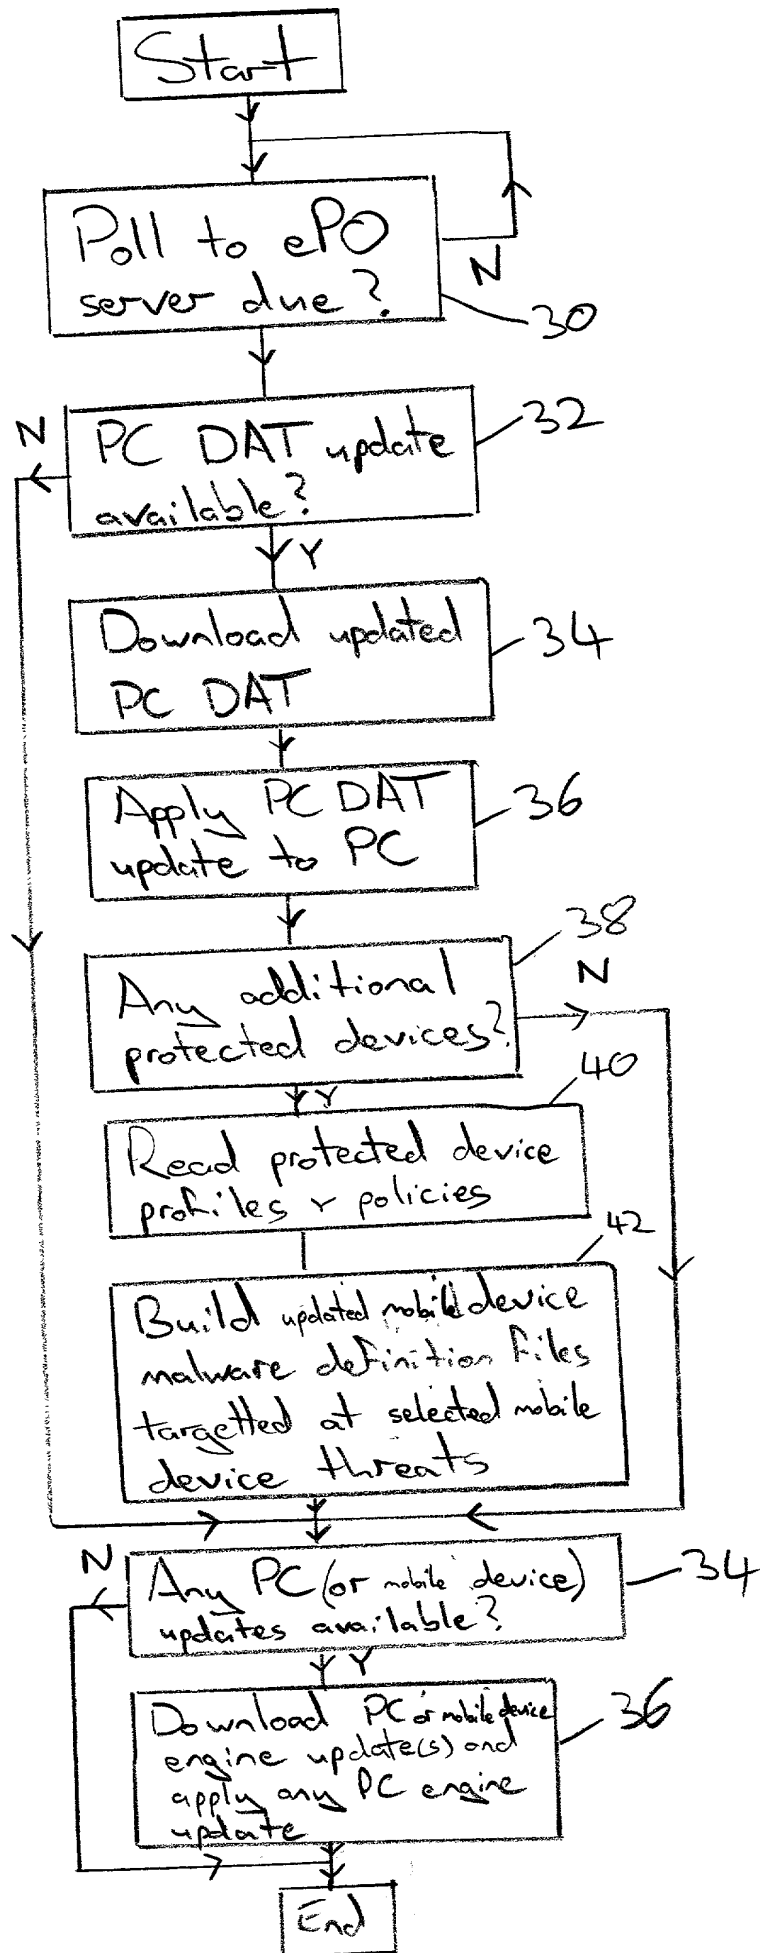 Start
Poll to ePO
server due?
N
30
N
PC DAT update
available?
32
Y
Download updated
PC DAT
34
Apply PC DAT
update to PC
36
38
Any additional
protected devices?
N
Y
40
Read protected device
profiles & policies
42
Build updated mobile device
malware definition files
targetted at selected mobile
device threats
N
Any PC (or mobile device)
updates available?
34
Y
Download PC or mobile device
engine update(s) and
apply any PC engine
update
36
End